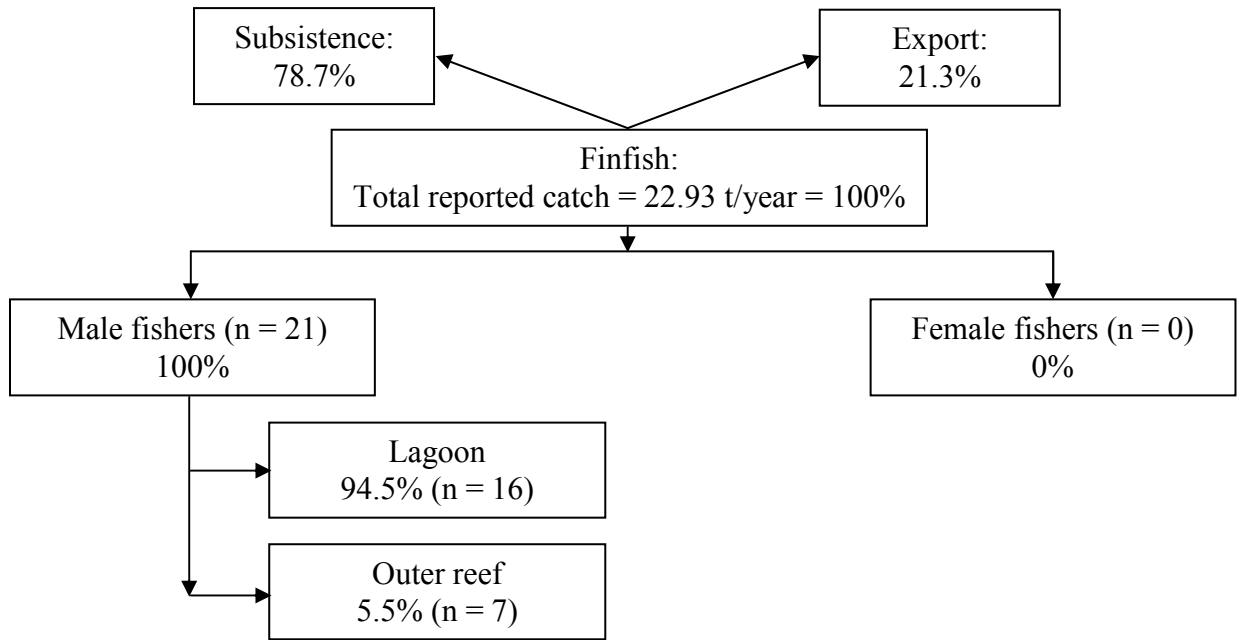 Subsistence:
78.7%
Export:
21.3%
Finfish:
Total reported catch = 22.93 t/year = 100%
Male fishers (n = 21)
100%
Female fishers (n = 0)
0%
Lagoon
94.5% (n = 16)
Outer reef
5.5% (n = 7)